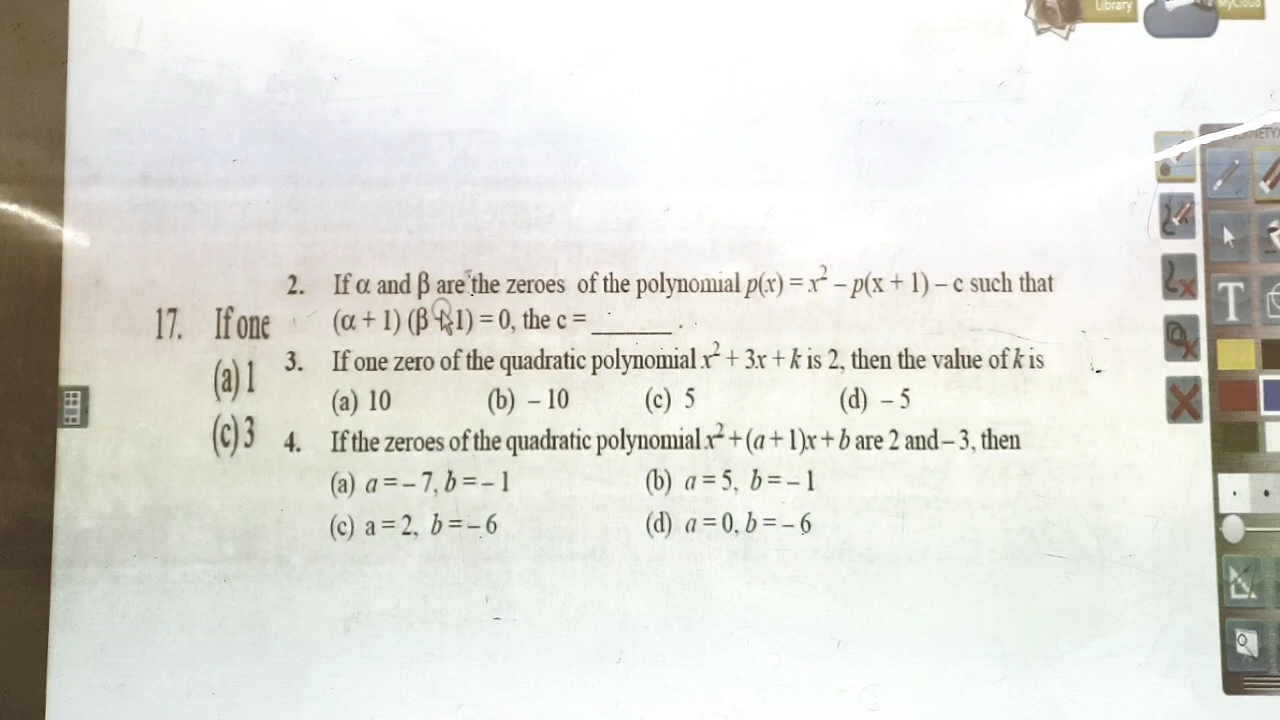 Library
MyCloud
2. If α and β are the zeroes of the polynomial p(x) = x² – p(x + 1) – c such that
(α + 1) (β 1) = 0, the c = ______ .
17. If one
3. If one zero of the quadratic polynomial x² + 3x + k is 2, then the value of k is
(a) 1
(a) 10 (b) – 10 (c) 5 (d) – 5
(c) 3
4. If the zeroes of the quadratic polynomial x² + (a + 1)x + b are 2 and – 3, then
(a) a = – 7, b = – 1 (b) a = 5, b = – 1
(c) a = 2, b = – 6 (d) a = 0, b = – 6
T